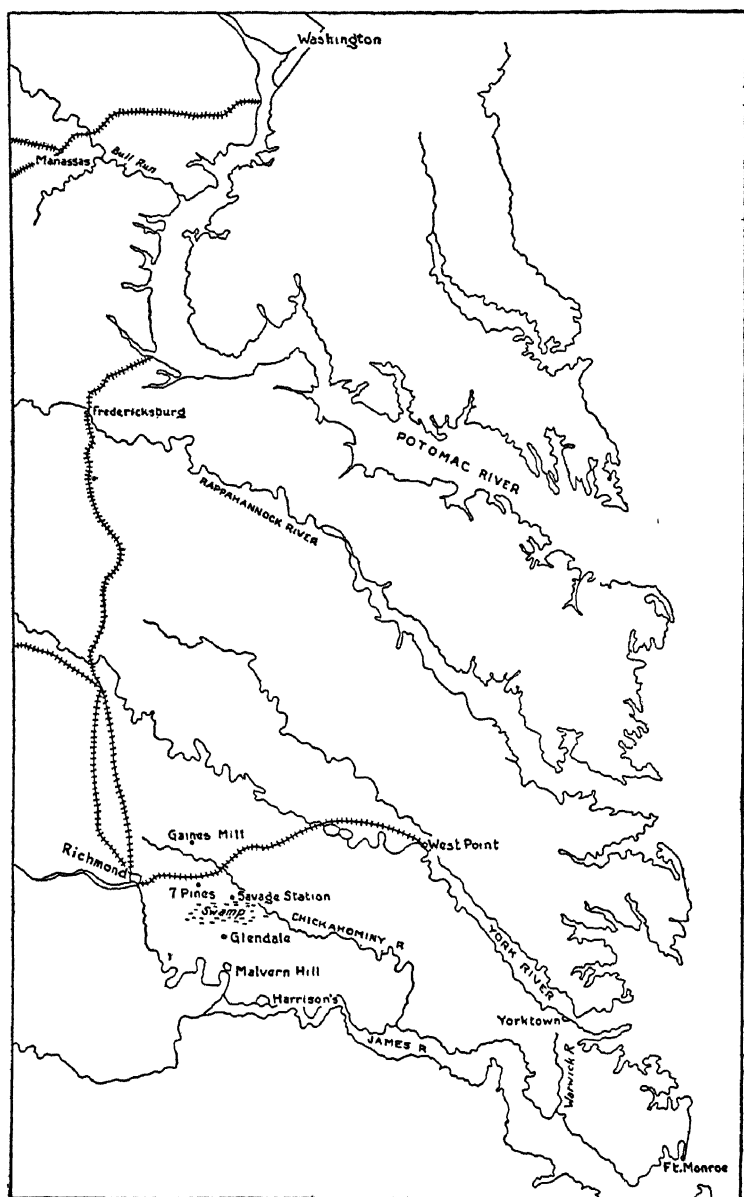 Washington
Manassas
Bull Run
Fredericksburg
POTOMAC RIVER
RAPPAHANNOCK RIVER
Gaines Mill
West Point
Richmond
7 Pines
Savage Station
Swamp
CHICKAHOMINY R
YORK RIVER
Glendale
Malvern Hill
Harrison's
Yorktown
JAMES R
Warwick R
Ft. Monroe